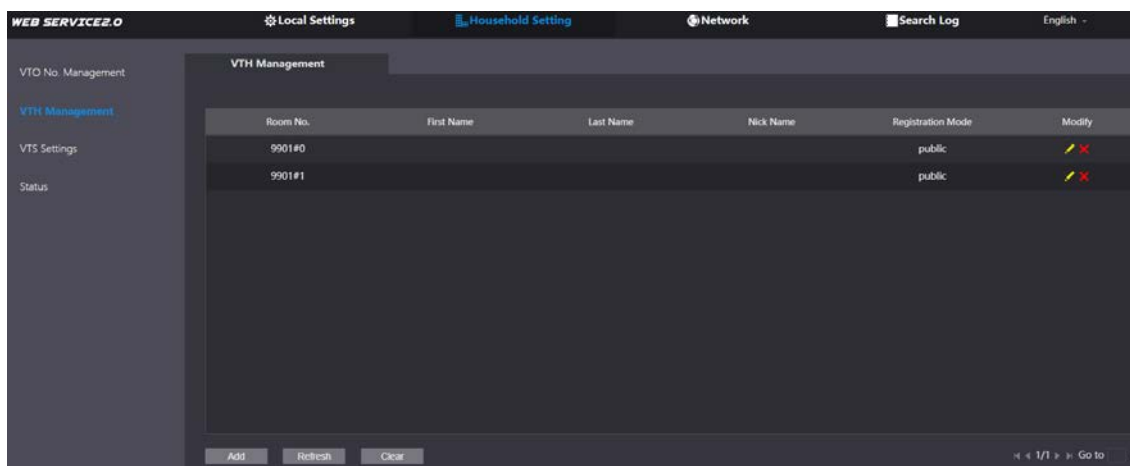 WEB SERVICE2.0 Local Settings Household Setting Network Search Log English
VTO No. Management
VTH Management
VTS Settings
Status
VTH Management
Room No. First Name Last Name Nick Name Registration Mode Modify
9901#0 public
9901#1 public
Add Refresh Clear 1/1 Go to